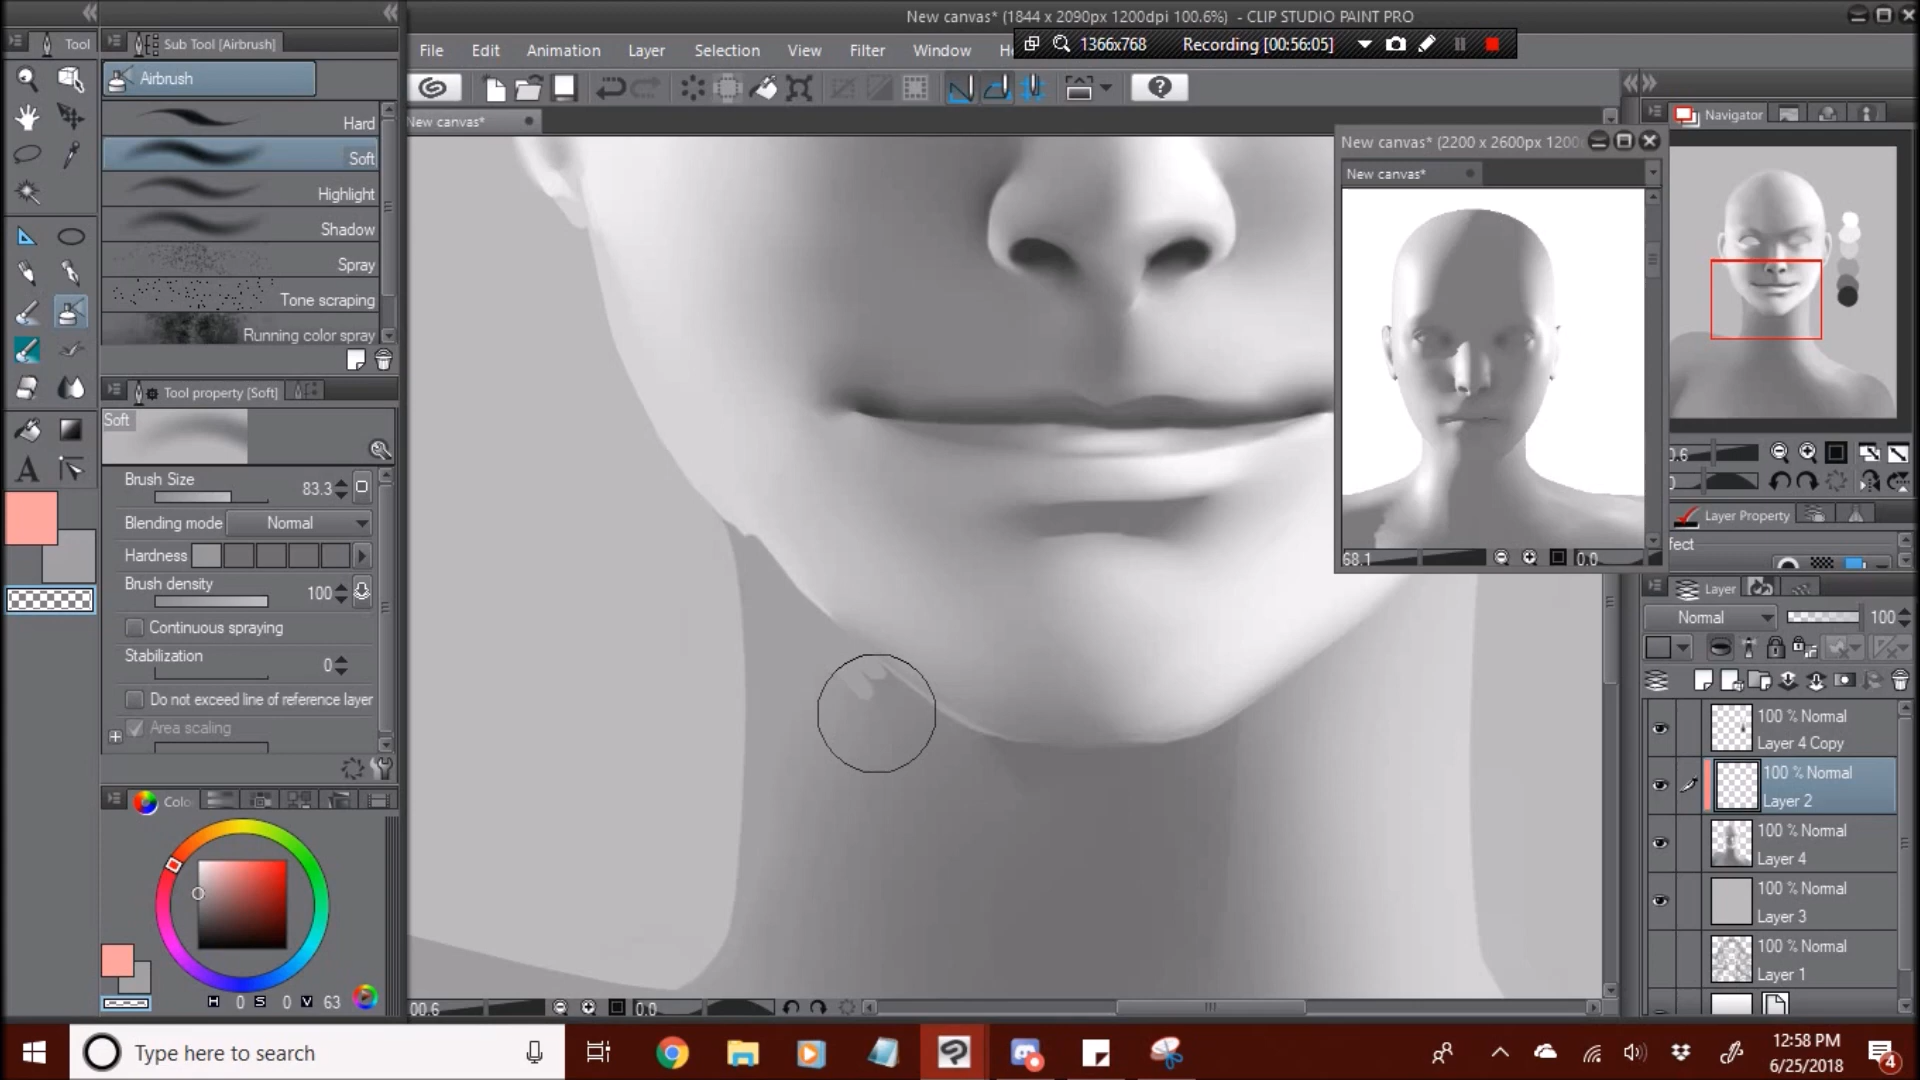 New canvas* (1844 x 2090px 1200dpi 100.6%)  - CLIP STUDIO PAINT PRO
Tool
Sub Tool [Airbrush]
File Edit Animation Layer Selection View Filter Window H
1366x768 Recording [00:56:05]
Airbrush
Hard
Soft
Highlight
Shadow
Spray
Tone scraping
Running color spray
New canvas*
New canvas* (2200 x 2600px 1200
New canvas*
68.1
0.0
Navigator
0.6
0
Layer Property
fect
Tool property [Soft]
Soft
Brush Size 83.3
Blending mode Normal
Hardness
Brush density 100
Continuous spraying
Stabilization 0
Do not exceed line of reference layer
Area scaling
Colo
H 0 S 0 V 63
00.6
0.0
Layer
Normal 100
100 % Normal
Layer 4 Copy
100 % Normal
Layer 2
100 % Normal
Layer 4
100 % Normal
Layer 3
100 % Normal
Layer 1
Type here to search
12:58 PM
6/25/2018
4